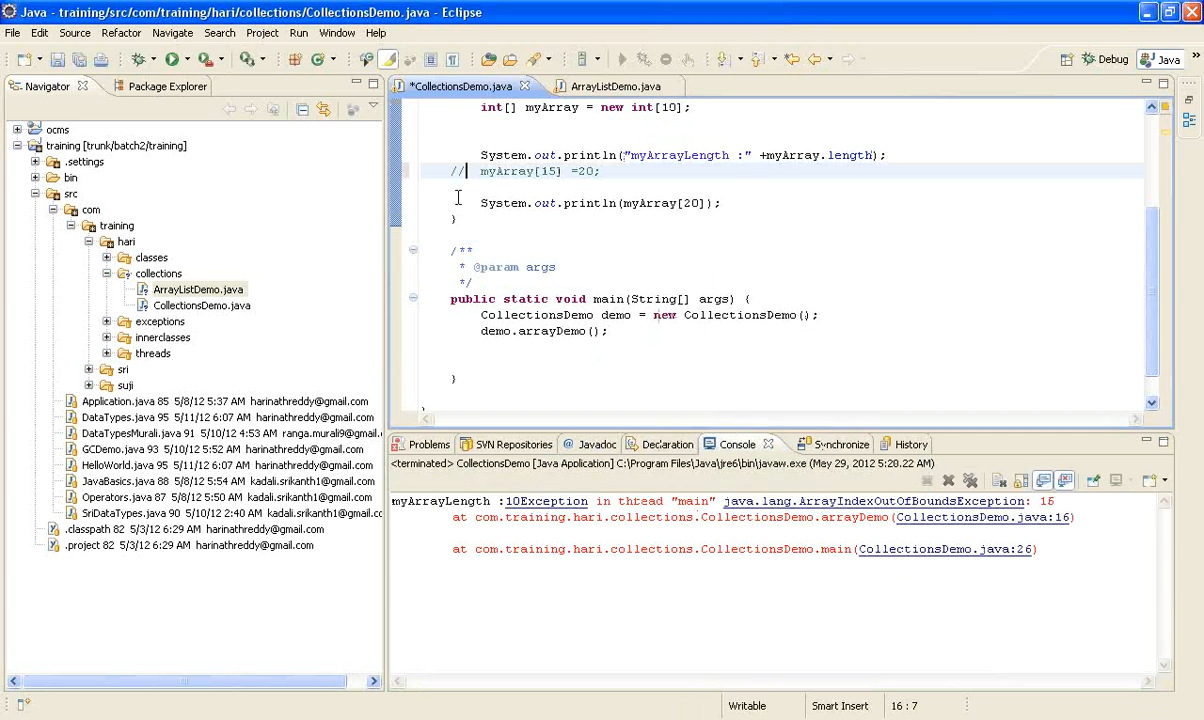 Java - training/src/com/training/hari/collections/CollectionsDemo.java - Eclipse
File Edit Source Refactor Navigate Search Project Run Window Help
Debug Java
Navigator Package Explorer
*CollectionsDemo.java ArrayListDemo.java
ocms
training [trunk/batch2/training]
.settings
bin
src
com
training
hari
classes
collections
ArrayListDemo.java
CollectionsDemo.java
exceptions
innerclasses
threads
sri
suji
Application.java 85 5/8/12 5:37 AM harinathreddy@gmail.com
DataTypes.java 95 5/11/12 6:07 AM harinathreddy@gmail.com
DataTypesMurali.java 91 5/10/12 4:53 AM ranga.murali9@gmail.com
GCDemo.java 93 5/10/12 5:52 AM harinathreddy@gmail.com
HelloWorld.java 95 5/11/12 6:07 AM harinathreddy@gmail.com
JavaBasics.java 88 5/8/12 5:54 AM kadali.srikanth1@gmail.com
Operators.java 87 5/8/12 5:50 AM kadali.srikanth1@gmail.com
SriDataTypes.java 90 5/10/12 2:40 AM kadali.srikanth1@gmail.com
.classpath 82 5/3/12 6:29 AM harinathreddy@gmail.com
.project 82 5/3/12 6:29 AM harinathreddy@gmail.com
int[] myArray = new int[10];
System.out.println("myArrayLength :" +myArray.length);
// myArray[15] =20;
System.out.println(myArray[20]);
}
/**
* @param args
*/
public static void main(String[] args) {
CollectionsDemo demo = new CollectionsDemo();
demo.arrayDemo();
}
}
Problems SVN Repositories Javadoc Declaration Console Synchronize History
<terminated> CollectionsDemo [Java Application] C:\Program Files\Java\jre6\bin\javaw.exe (May 29, 2012 5:28:22 AM)
myArrayLength :10Exception in thread "main" java.lang.ArrayIndexOutOfBoundsException: 15
at com.training.hari.collections.CollectionsDemo.arrayDemo(CollectionsDemo.java:16)
at com.training.hari.collections.CollectionsDemo.main(CollectionsDemo.java:26)
Writable Smart Insert 16 : 7